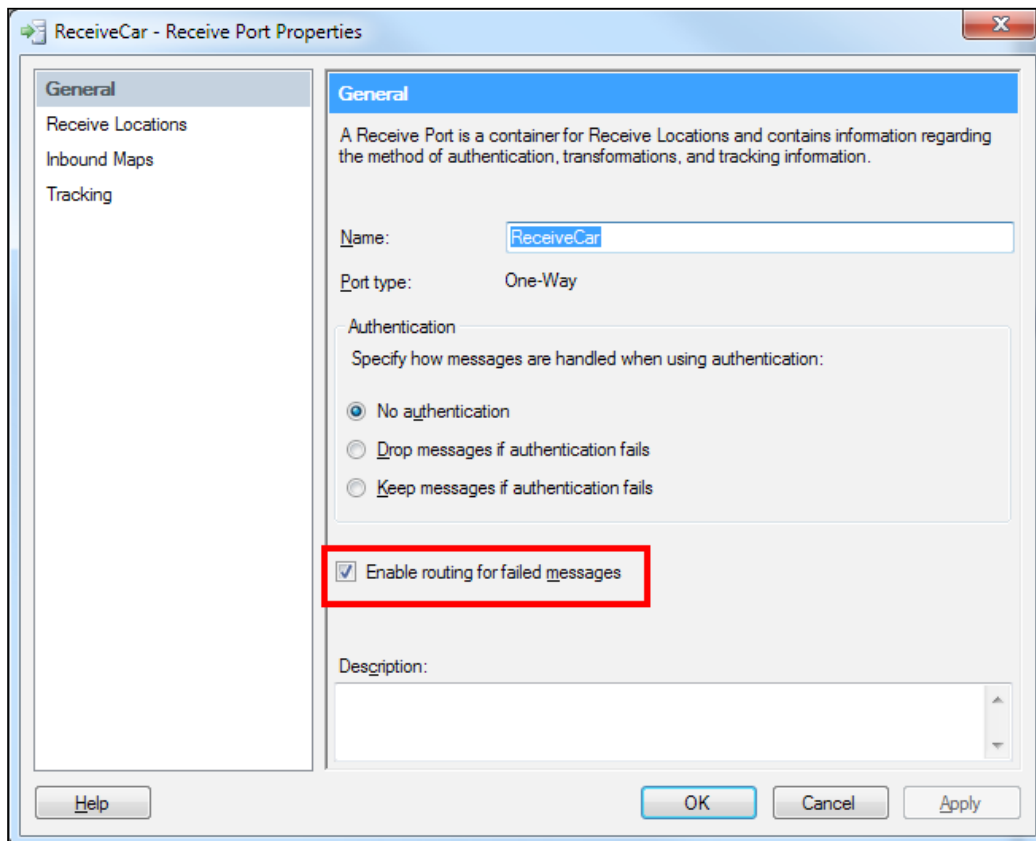 ReceiveCar - Receive Port Properties
General
Receive Locations
Inbound Maps
Tracking
General
A Receive Port is a container for Receive Locations and contains information regarding
the method of authentication, transformations, and tracking information.
Name:
ReceiveCar
Port type:
One-Way
Authentication
Specify how messages are handled when using authentication:
No authentication
Drop messages if authentication fails
Keep messages if authentication fails
Enable routing for failed messages
Description:
Help
OK
Cancel
Apply